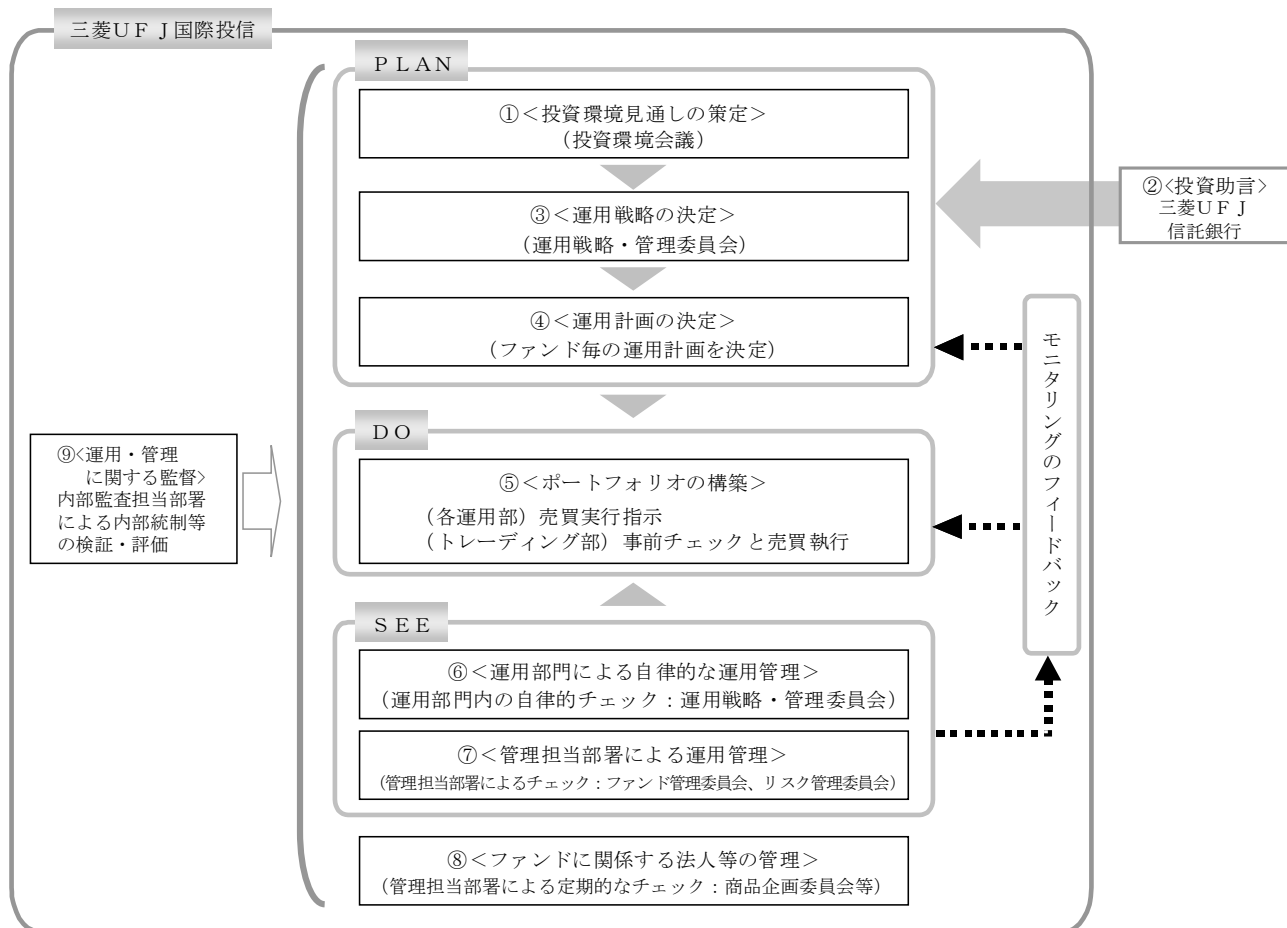 三菱ＵＦＪ国際投信
ＰＬＡＮ
①＜投資環境見通しの策定＞
（投資環境会議）
②<投資助言>
三菱ＵＦＪ
信託銀行
③＜運用戦略の決定＞
（運用戦略・管理委員会）
④＜運用計画の決定＞
（ファンド毎の運用計画を決定）
モニタリングのフィードバック
ＤＯ
⑤＜ポートフォリオの構築＞
（各運用部）売買実行指示
（トレーディング部）事前チェックと売買執行
⑨<運用・管理
に関する監督>
内部監査担当部署
による内部統制等
の検証・評価
ＳＥＥ
⑥＜運用部門による自律的な運用管理＞
（運用部門内の自律的チェック：運用戦略・管理委員会）
⑦＜管理担当部署による運用管理＞
（管理担当部署によるチェック：ファンド管理委員会、リスク管理委員会）
⑧＜ファンドに関係する法人等の管理＞
（管理担当部署による定期的なチェック：商品企画委員会等）